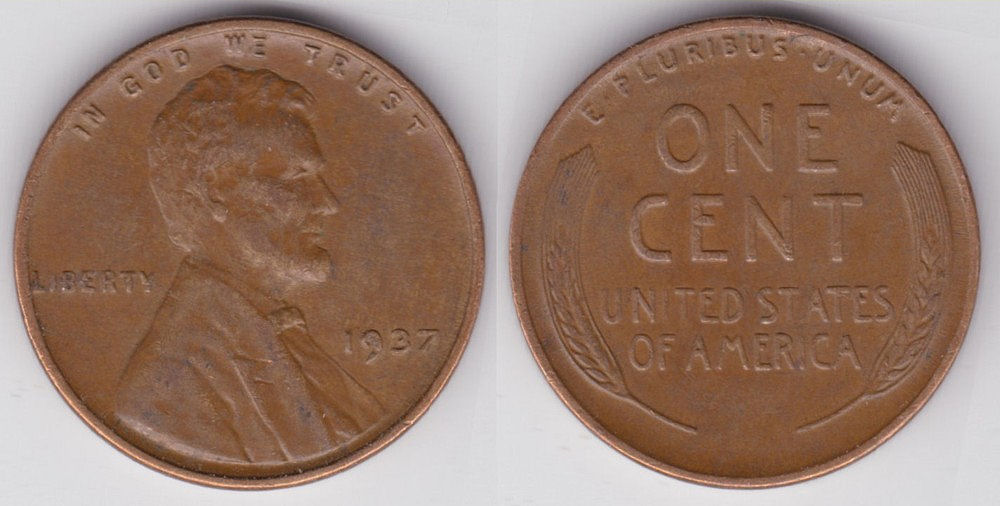 IN GOD WE TRUST
LIBERTY
1937
E·PLURIBUS·UNUM
ONE
CENT
UNITED STATES
OF AMERICA